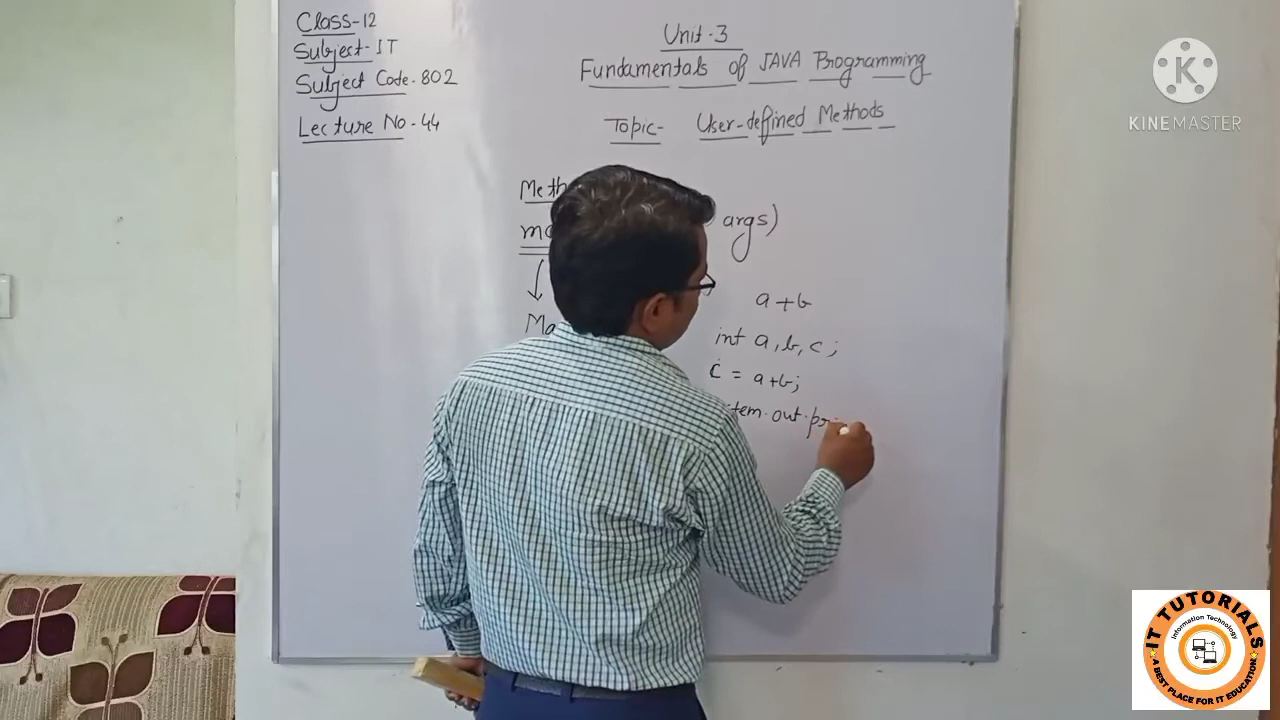 Class-12
Subject-IT
Subject Code-802
Lecture No-44
Unit-3
Fundamentals of JAVA Programming
Topic- User-defined Methods
args)
a+b
int a, b, c;
c = a+b;
tem.out.pr
KINEMASTER
IT TUTORIALS
Information Technology
A BEST PLACE FOR IT EDUCATION